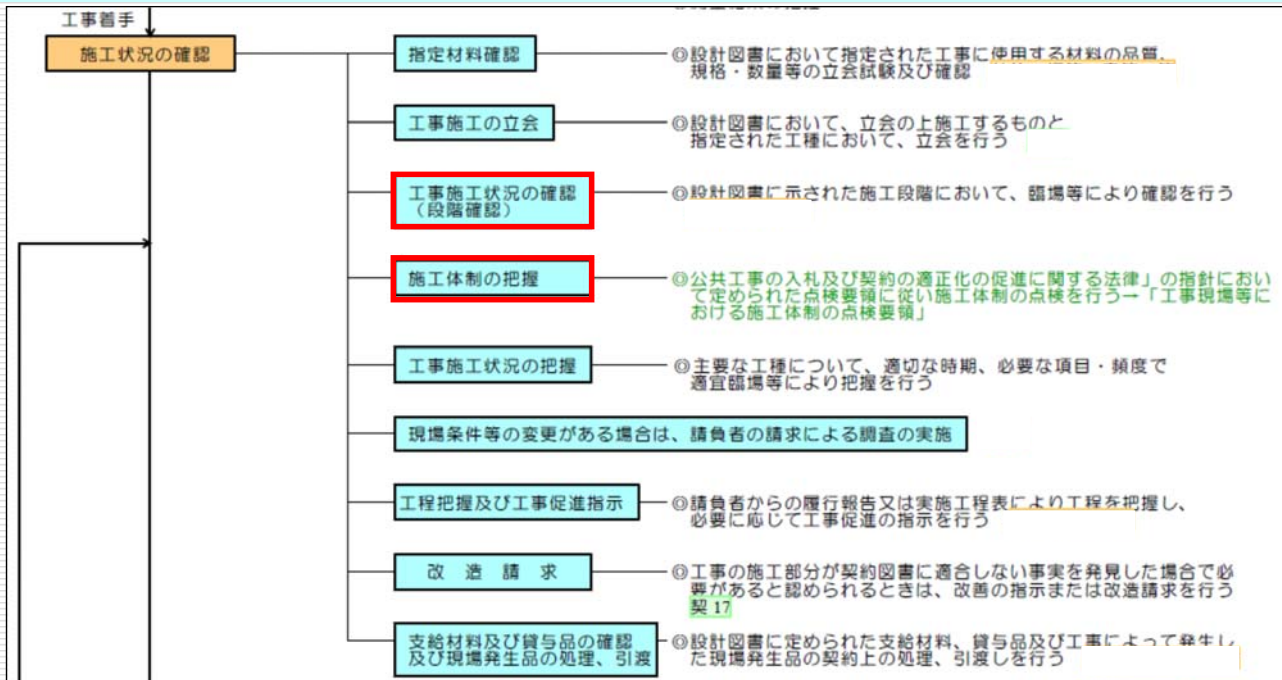 工事着手
施工状況の確認
指定材料確認
◎設計図書において指定された工事に使用する材料の品質、
規格・数量等の立会試験及び確認
工事施工の立会
◎設計図書において、立会の上施工するものと
指定された工種において、立会を行う
工事施工状況の確認
（段階確認）
◎設計図書に示された施工段階において、臨場等により確認を行う
施工体制の把握
◎公共工事の入札及び契約の適正化の促進に関する法律」の指針におい
て定められた点検要領に従い施工体制の点検を行う→「工事現場等に
おける施工体制の点検要領」
工事施工状況の把握
◎主要な工種について、適切な時期、必要な項目・頻度で
適宜臨場等により把握を行う
現場条件等の変更がある場合は、請負者の請求による調査の実施
工程把握及び工事促進指示
◎請負者からの履行報告又は実施工程表により工程を把握し、
必要に応じて工事促進の指示を行う
改 造 請 求
◎工事の施工部分が契約図書に適合しない事実を発見した場合で必
要があると認められるときは、改善の指示または改造請求を行う
契 17
支給材料及び貸与品の確認
及び現場発生品の処理、引渡
◎設計図書に定められた支給材料、貸与品及び工事によって発生し
た現場発生品の契約上の処理、引渡しを行う